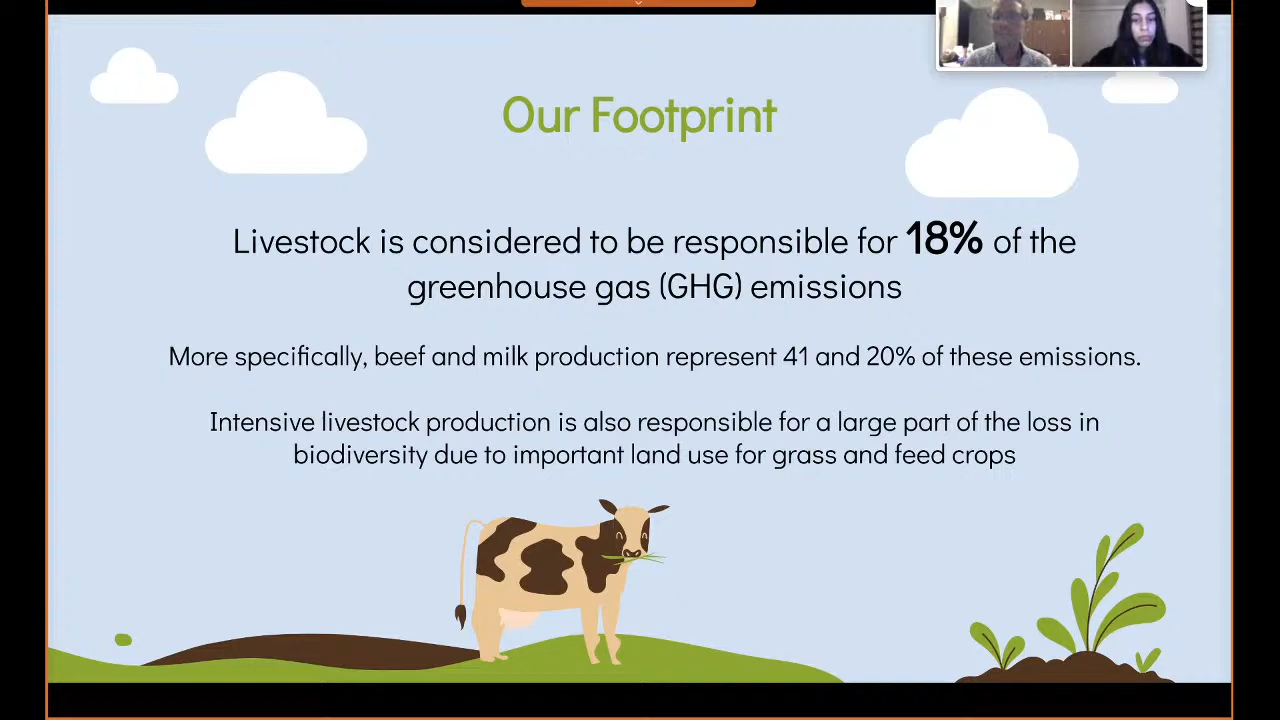 Our Footprint
Livestock is considered to be responsible for 18% of the
greenhouse gas (GHG) emissions
More specifically, beef and milk production represent 41 and 20% of these emissions.
Intensive livestock production is also responsible for a large part of the loss in
biodiversity due to important land use for grass and feed crops